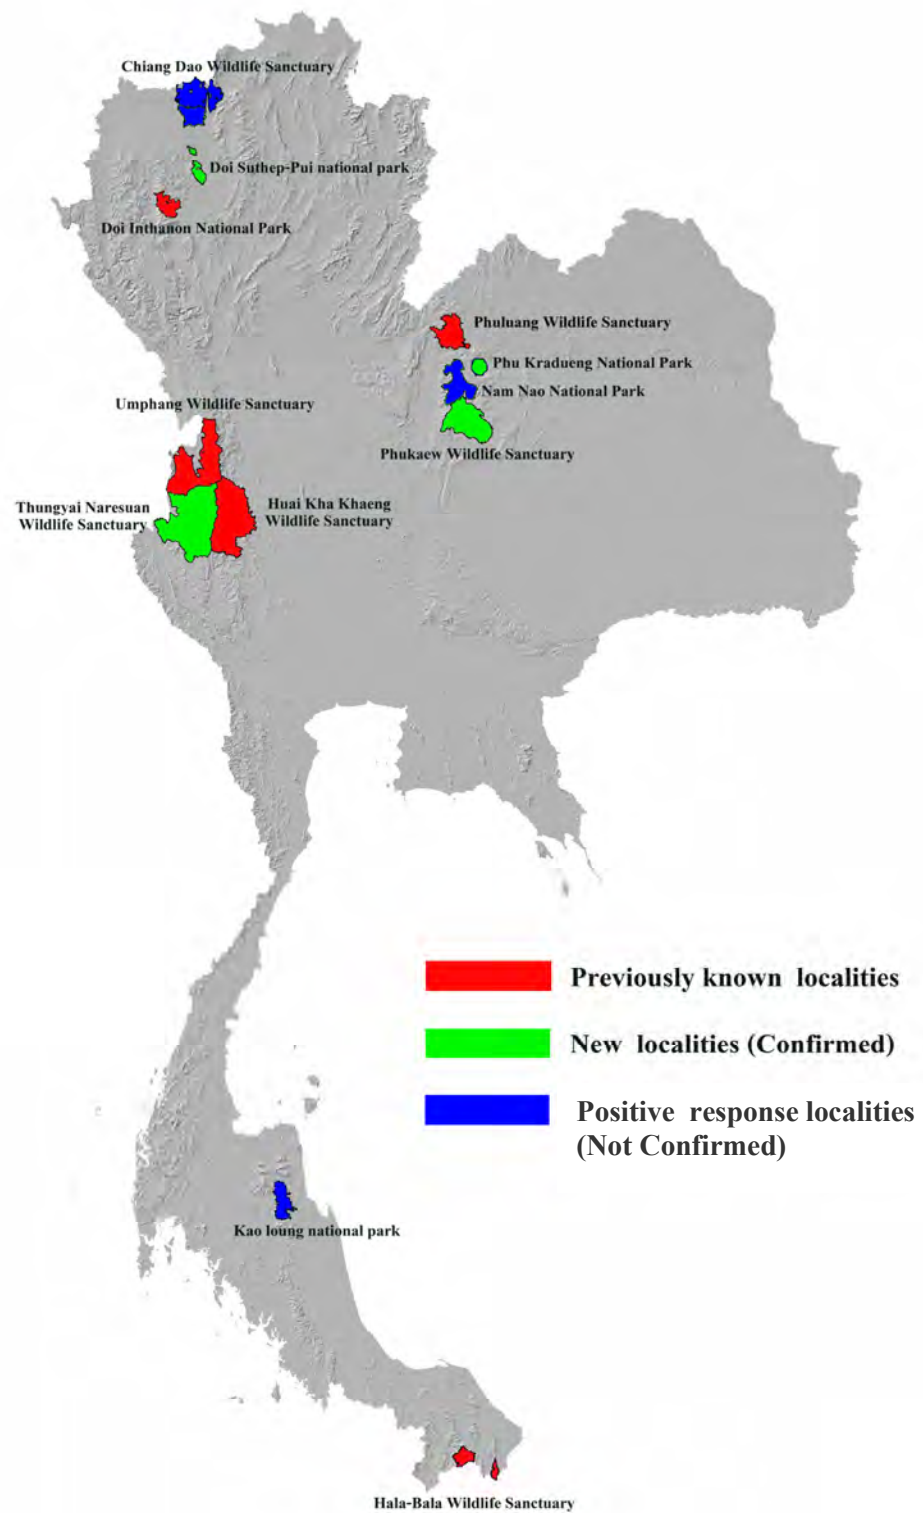 Chiang Dao Wildlife Sanctuary
Doi Suthep-Pui national park
Doi Inthanon National Park
Phuluang Wildlife Sanctuary
Phu Kradueng National Park
Nam Nao National Park
Umphang Wildlife Sanctuary
Phukaew Wildlife Sanctuary
Thungyai Naresuan
Wildlife Sanctuary
Huai Kha Khaeng
Wildlife Sanctuary
Previously known localities
New localities (Confirmed)
Positive response localities
(Not Confirmed)
Kao loung national park
Hala-Bala Wildlife Sanctuary